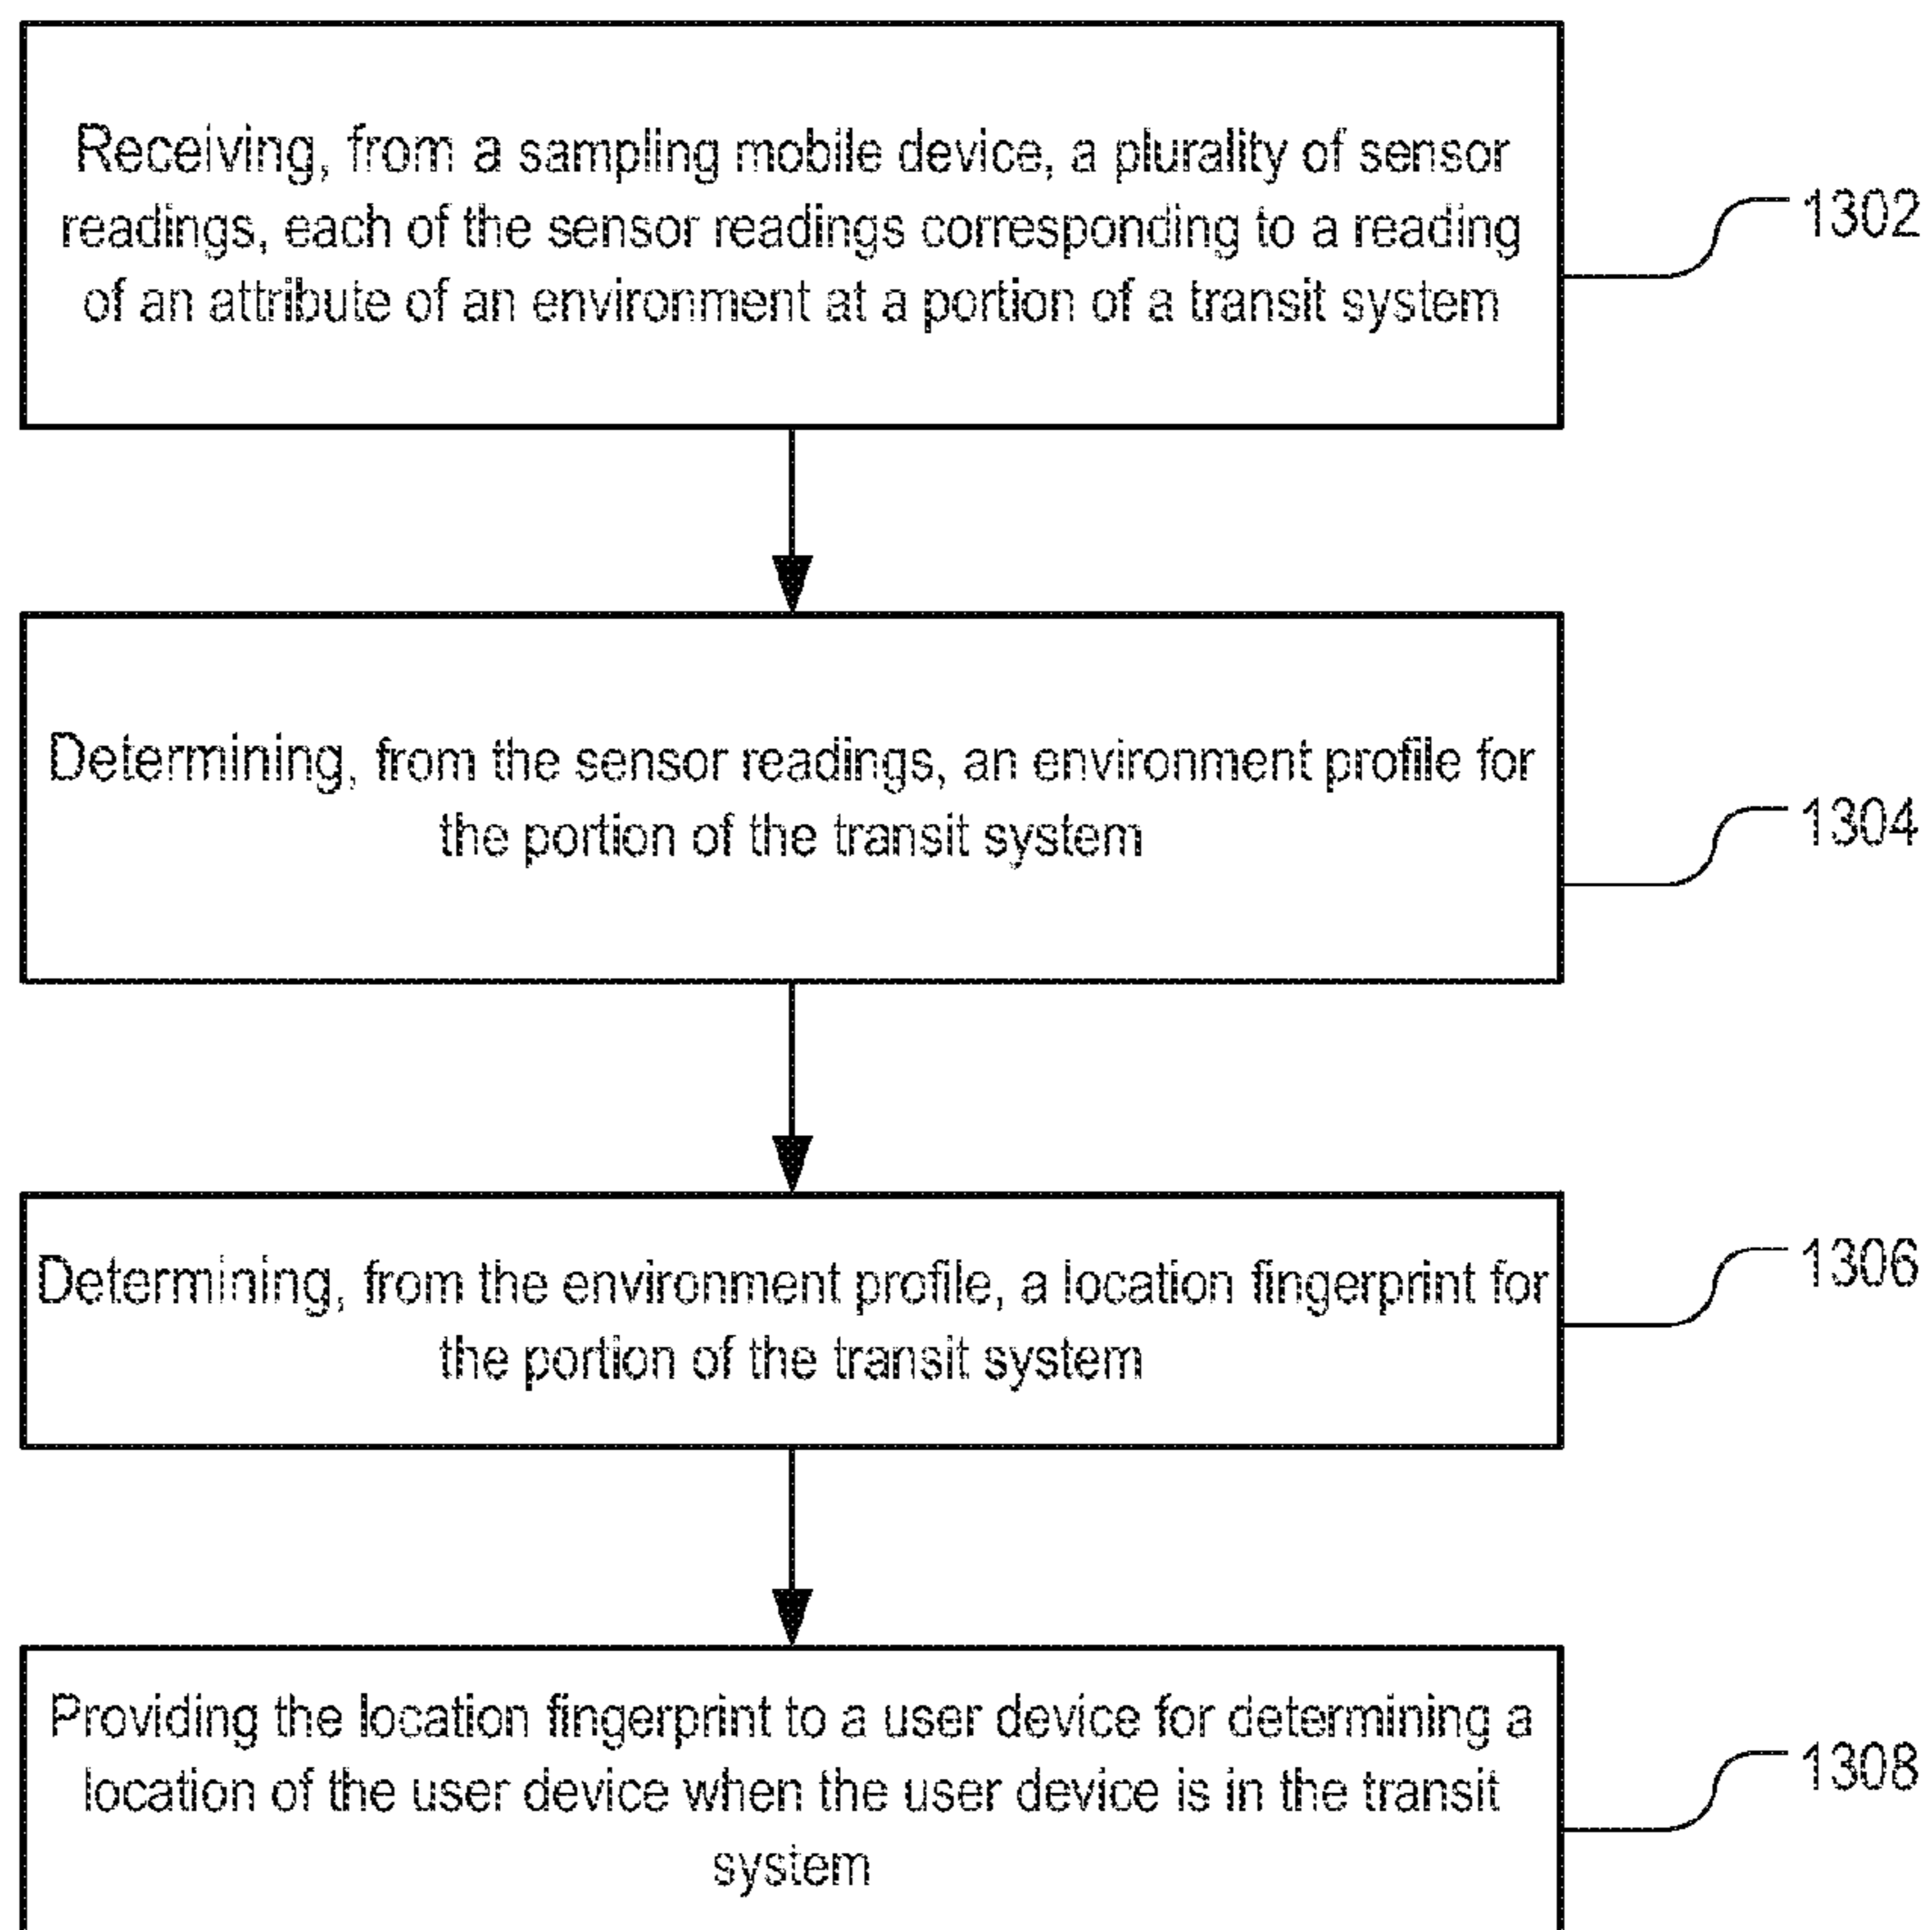 Receiving, from a sampling mobile device, a plurality of sensor
readings, each of the sensor readings corresponding to a reading
of an attribute of an environment at a portion of a transit system
1302
Determining, from the sensor readings, an environment profile for
the portion of the transit system
1304
Determining, from the environment profile, a location fingerprint for
the portion of the transit system
1306
Providing the location fingerprint to a user device for determining a
location of the user device when the user device is in the transit
system
1308